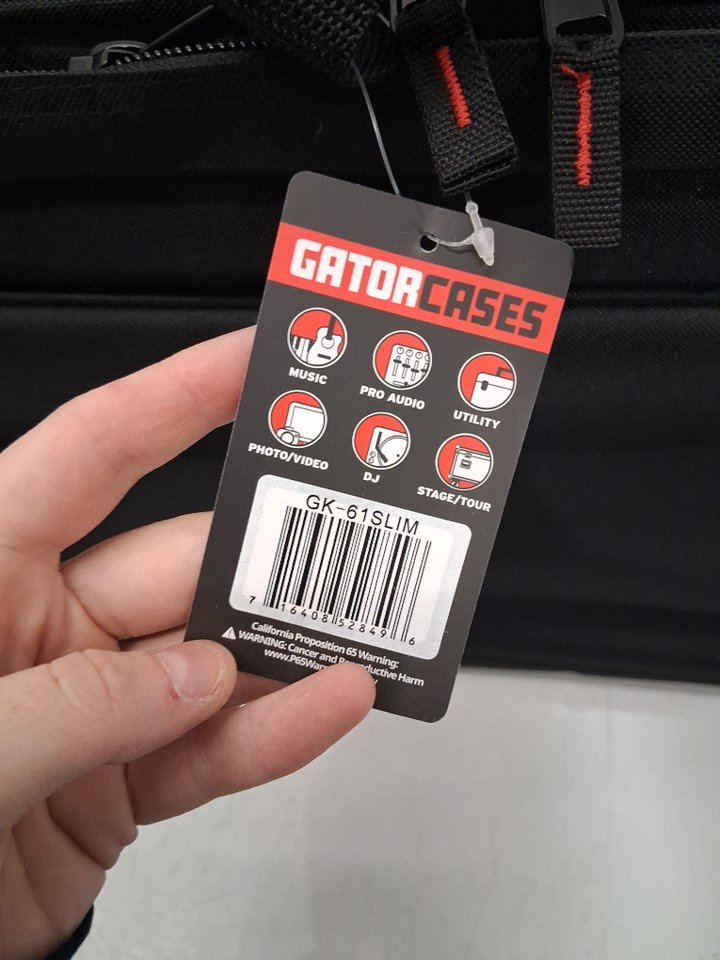 GATORCASES
MUSIC
PRO AUDIO
UTILITY
PHOTO/VIDEO
DJ
STAGE/TOUR
GK-61SLIM
7 16408 52849 6
California Proposition 65 Warning:
WARNING: Cancer and Reproductive Harm